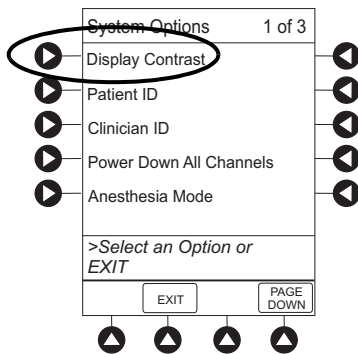 System Options 1 of 3
Display Contrast
Patient ID
Clinician ID
Power Down All Channels
Anesthesia Mode
>Select an Option or
EXIT
EXIT
PAGE
DOWN